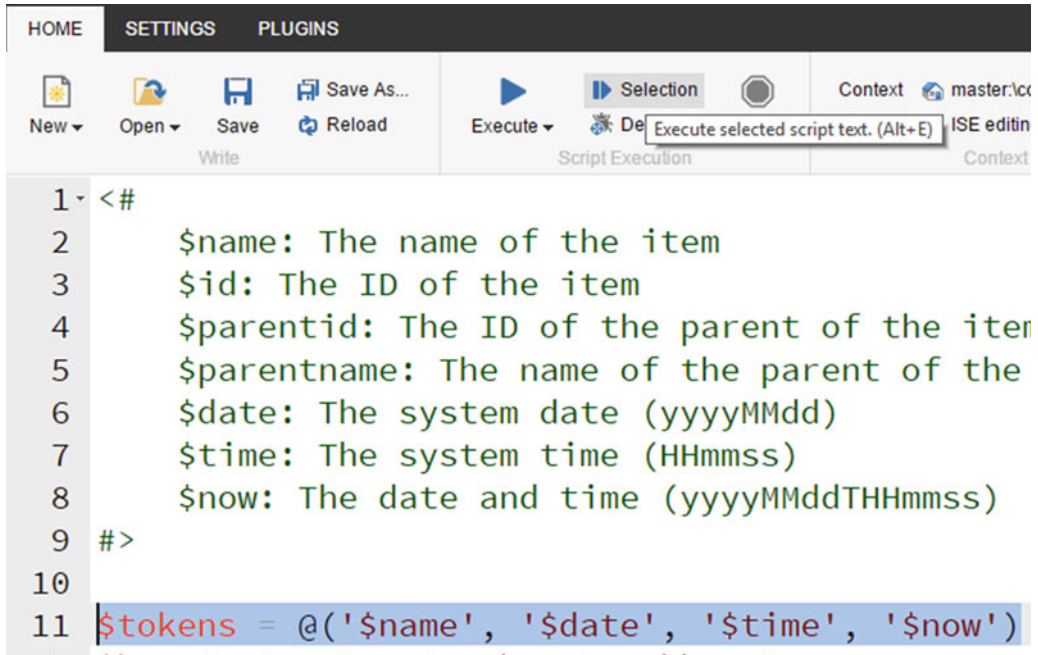 HOME SETTINGS PLUGINS
Save As... Selection Context master:\co
New Open Save Reload Execute De Execute selected script text. (Alt+E) ISE editin
Write Script Execution Context
1 <#
2 $name: The name of the item
3 $id: The ID of the item
4 $parentid: The ID of the parent of the item
5 $parentname: The name of the parent of the
6 $date: The system date (yyyyMMdd)
7 $time: The system time (HHmmss)
8 $now: The date and time (yyyyMMddTHHmmss)
9 #>
10
11 $tokens = @('$name', '$date', '$time', '$now')